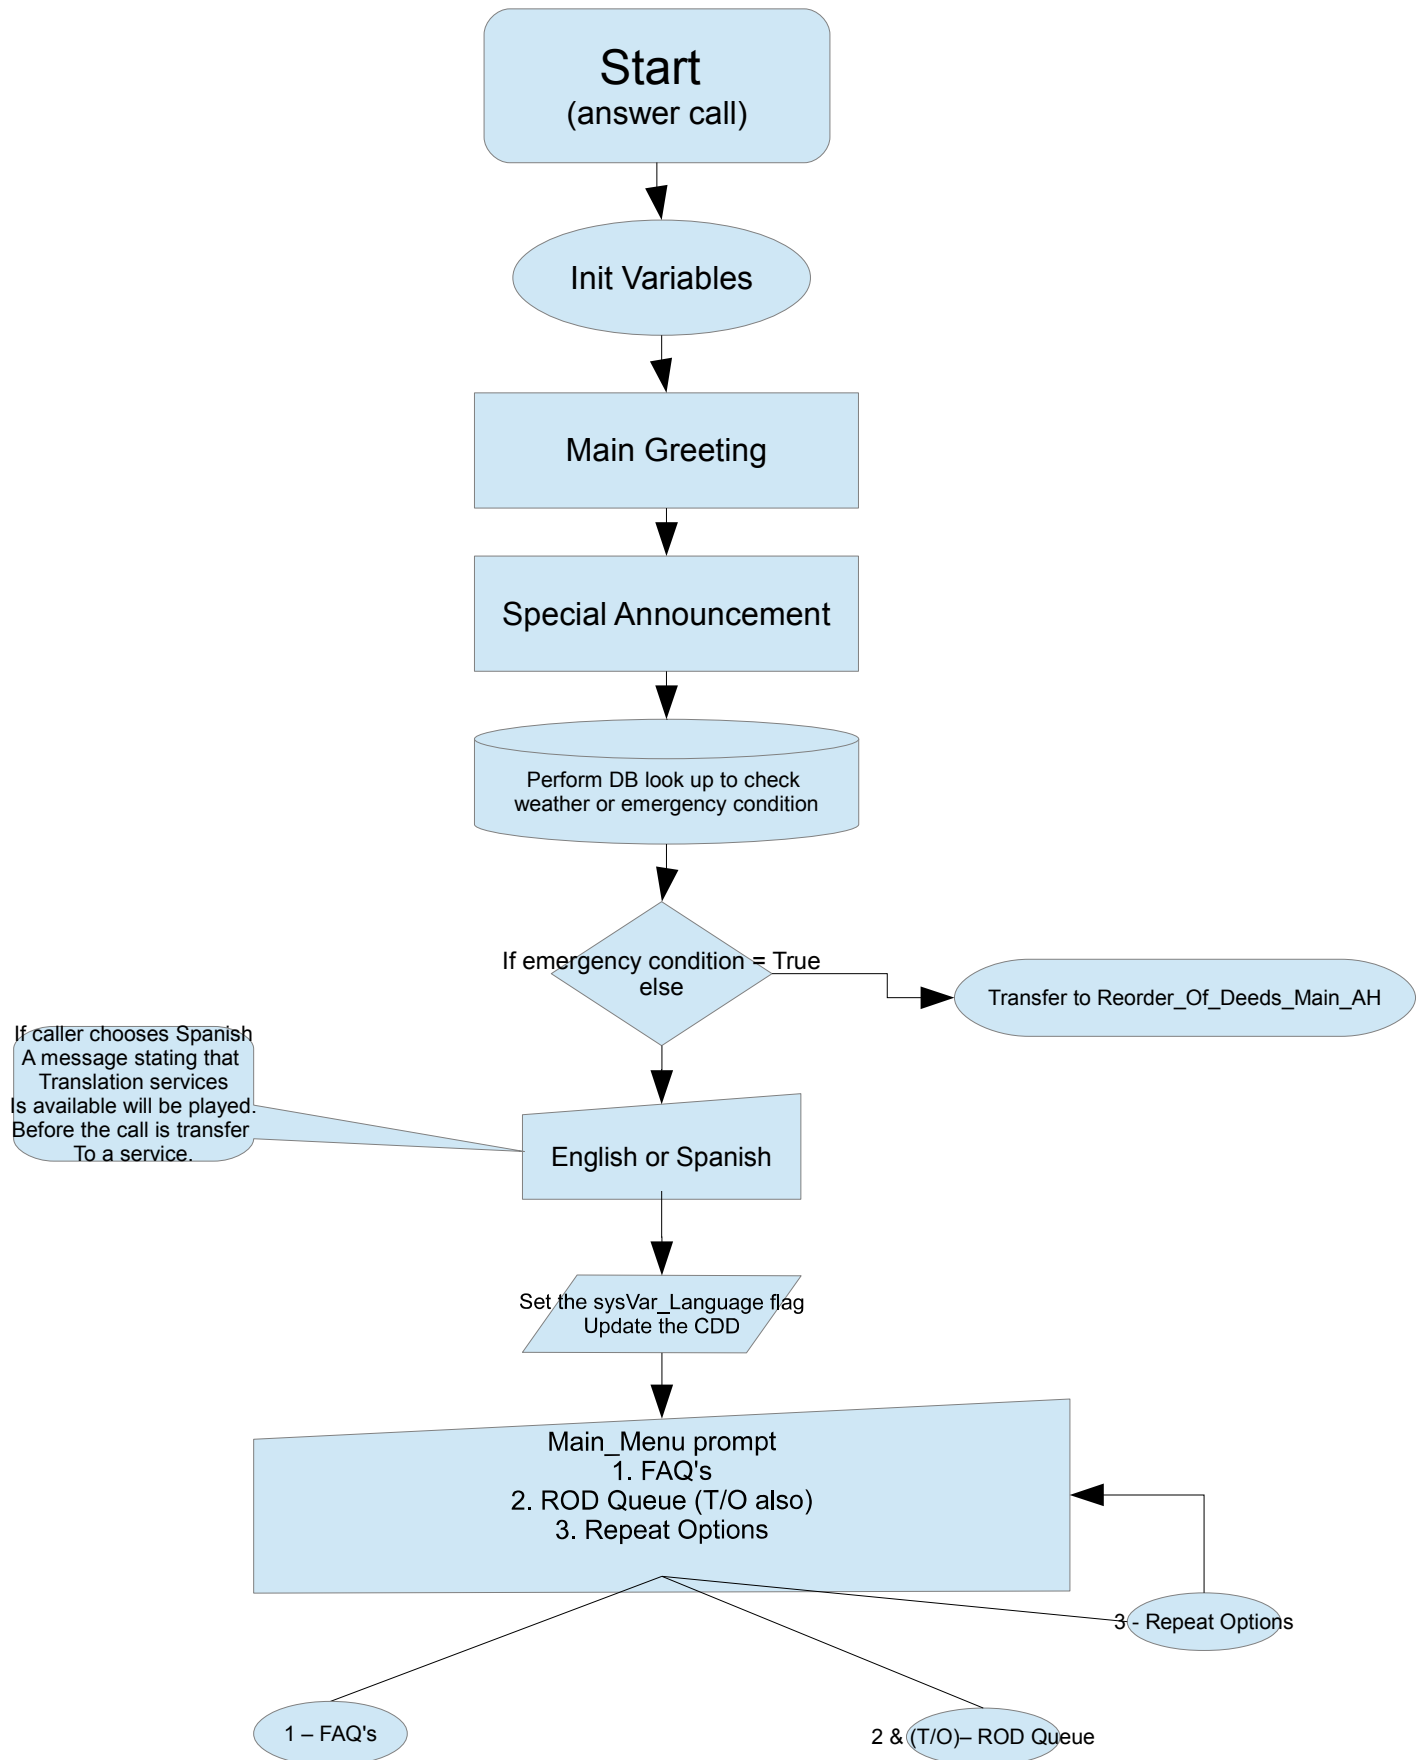 Start
(answer call)
Init Variables
Main Greeting
Special Announcement
Perform DB look up to check
weather or emergency condition
If emergency condition = True
else
Transfer to Reorder_Of_Deeds_Main_AH
If caller chooses Spanish
A message stating that
Translation services
Is available will be played.
Before the call is transfer
To a service.
English or Spanish
Set the sysVar_Language flag
Update the CDD
Main_Menu prompt
1. FAQ's
2. ROD Queue (T/O also)
3. Repeat Options
3 - Repeat Options
1 – FAQ's
2 & (T/O)– ROD Queue